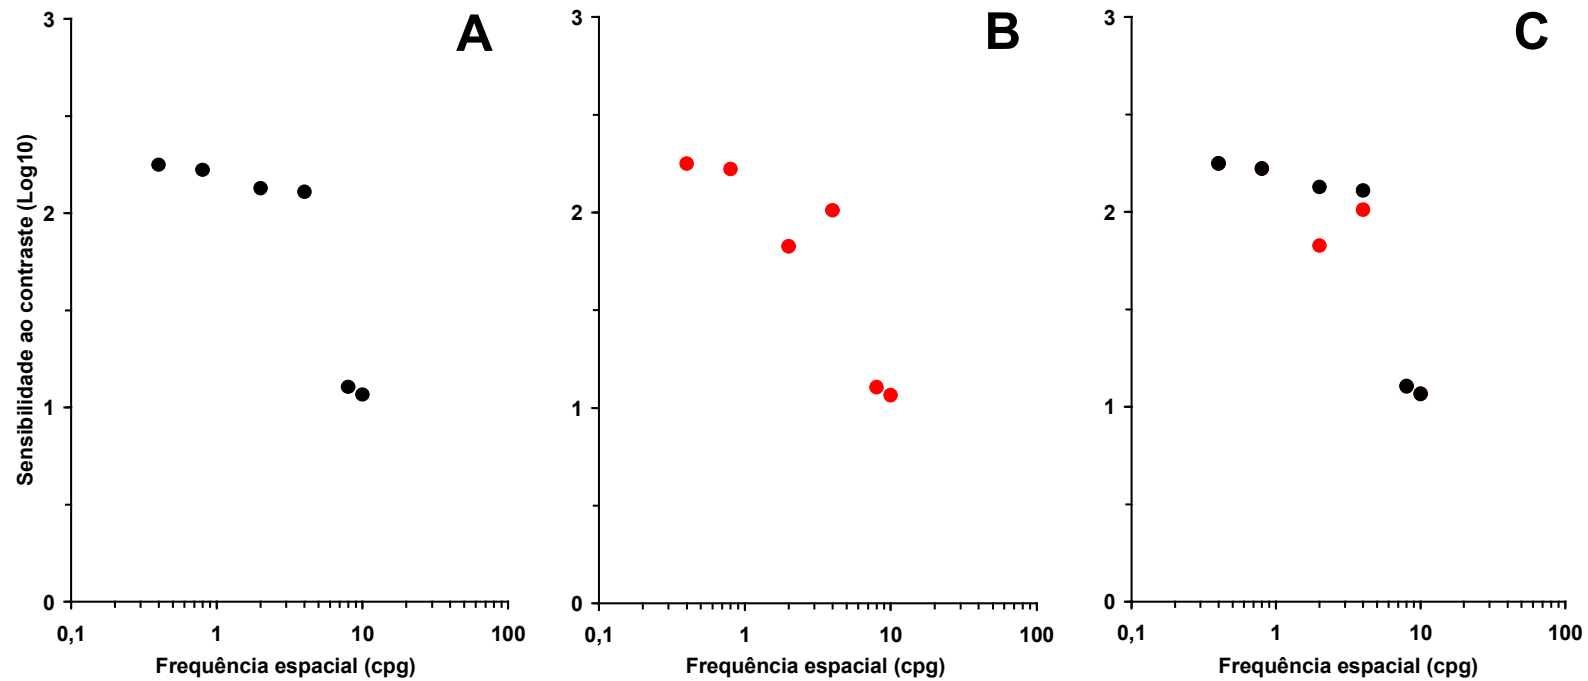 A
3
2
1
0
0,1 1 10 100
Sensibilidade ao contraste (Log10)
Frequência espacial (cpg)
B
3
2
1
0
0,1 1 10 100
Frequência espacial (cpg)
C
3
2
1
0
0,1 1 10 100
Frequência espacial (cpg)